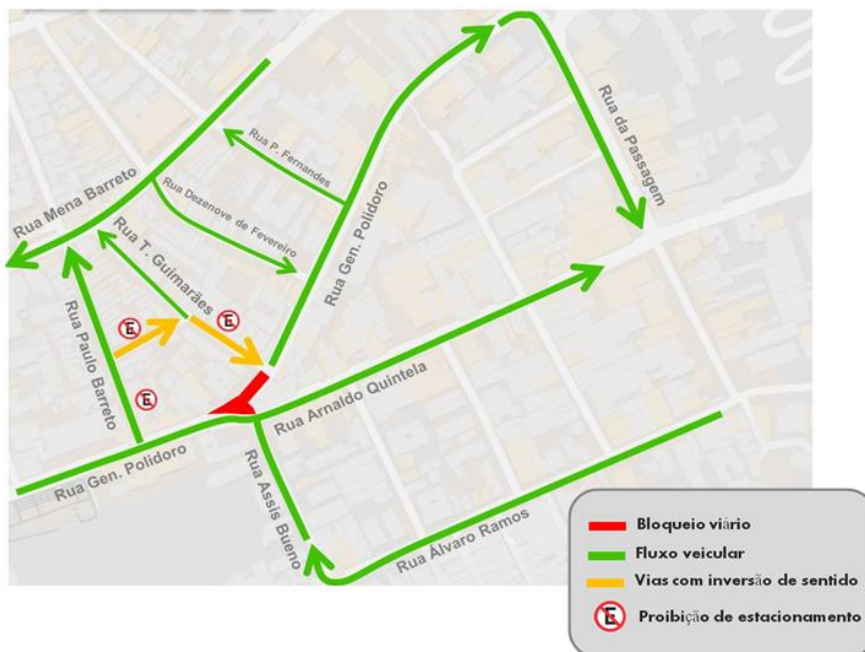 Rua Mena Barreto
Rua P. Fernandes
Rua Dezenove de Fevereiro
Rua T. Guimarães
Rua Gen. Polidoro
Rua da Passagem
E
E
E
Rua Paulo Barreto
Rua Gen. Polidoro
Rua Arnaldo Quintela
Rua Assis Bueno
Rua Álvaro Ramos
Bloqueio viário
Fluxo veicular
Vias com inversão de sentido
E Proibição de estacionamento